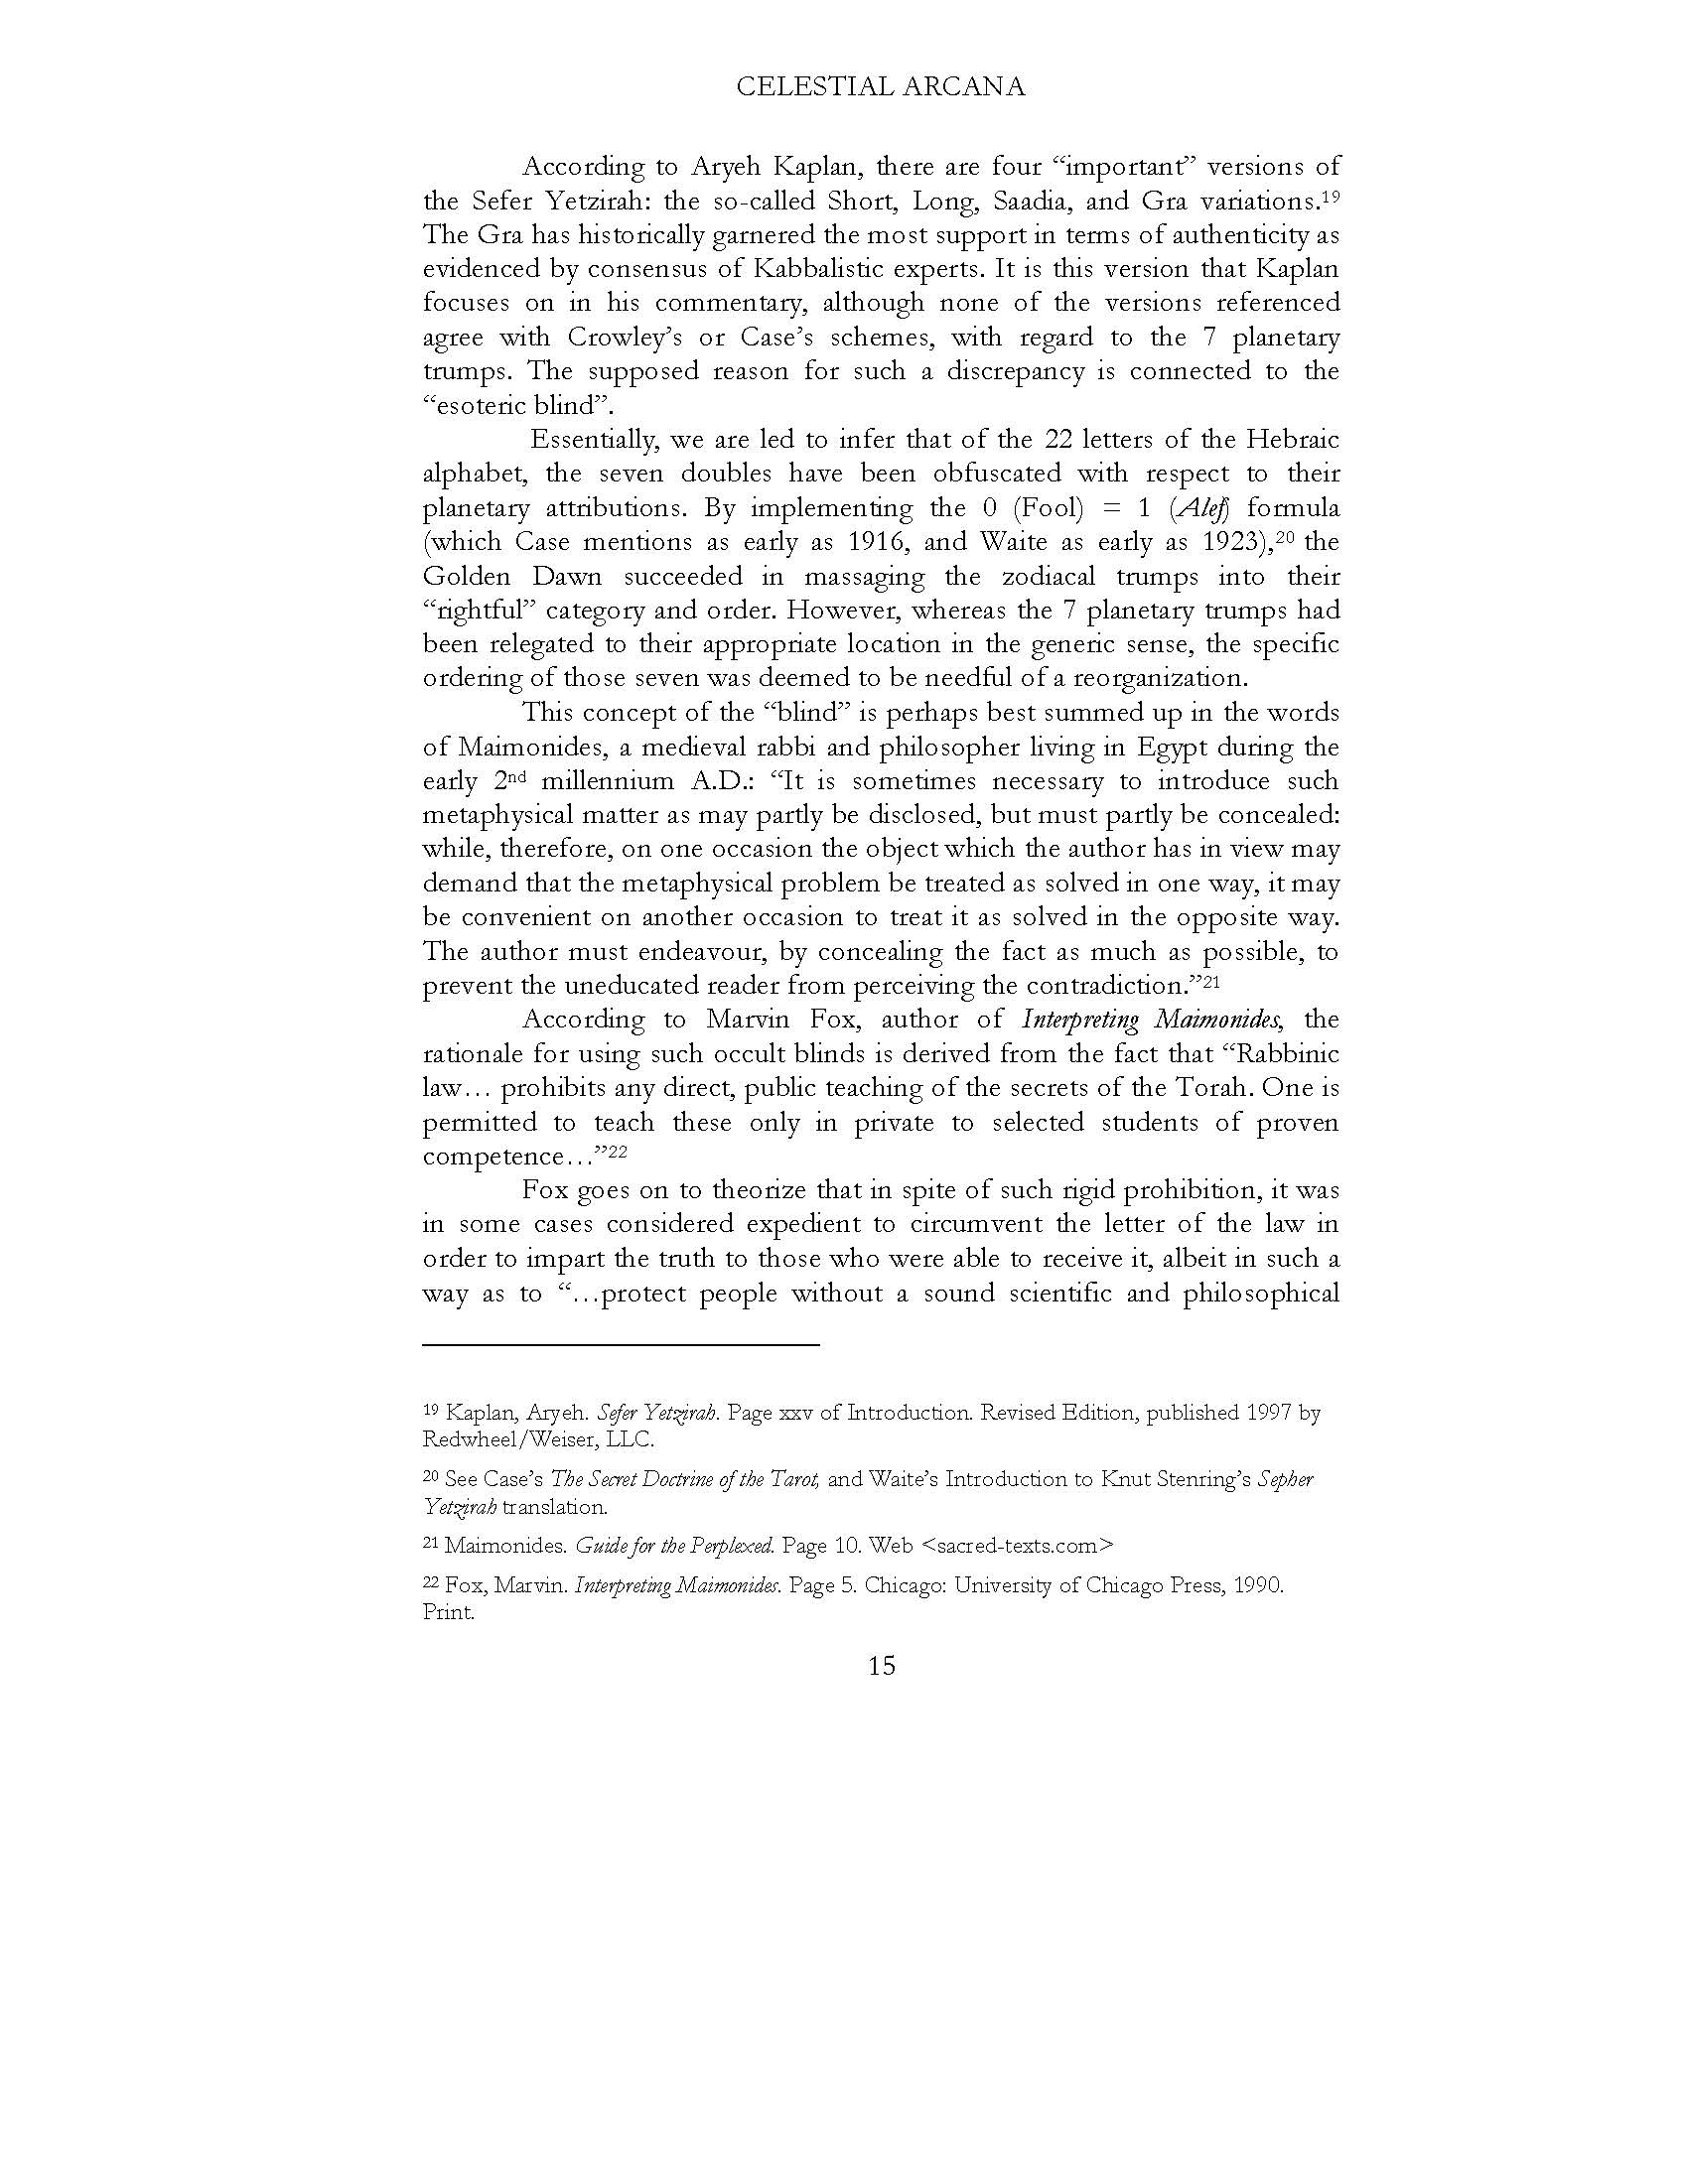 CELESTIAL ARCANA
According to Aryeh Kaplan, there are four “important” versions of
the Sefer Yetzirah: the so-called Short, Long, Saadia, and Gra variations.19
The Gra has historically garnered the most support in terms of authenticity as
evidenced by consensus of Kabbalistic experts. It is this version that Kaplan
focuses on in his commentary, although none of the versions referenced
agree with Crowley’s or Case’s schemes, with regard to the 7 planetary
trumps. The supposed reason for such a discrepancy is connected to the
“esoteric blind”.
Essentially, we are led to infer that of the 22 letters of the Hebraic
alphabet, the seven doubles have been obfuscated with respect to their
planetary attributions. By implementing the 0 (Fool) = 1 (Alef) formula
(which Case mentions as early as 1916, and Waite as early as 1923),20 the
Golden Dawn succeeded in massaging the zodiacal trumps into their
“rightful” category and order. However, whereas the 7 planetary trumps had
been relegated to their appropriate location in the generic sense, the specific
ordering of those seven was deemed to be needful of a reorganization.
This concept of the “blind” is perhaps best summed up in the words
of Maimonides, a medieval rabbi and philosopher living in Egypt during the
early 2nd millennium A.D.: “It is sometimes necessary to introduce such
metaphysical matter as may partly be disclosed, but must partly be concealed:
while, therefore, on one occasion the object which the author has in view may
demand that the metaphysical problem be treated as solved in one way, it may
be convenient on another occasion to treat it as solved in the opposite way.
The author must endeavour, by concealing the fact as much as possible, to
prevent the uneducated reader from perceiving the contradiction.”21
According to Marvin Fox, author of Interpreting Maimonides, the
rationale for using such occult blinds is derived from the fact that “Rabbinic
law… prohibits any direct, public teaching of the secrets of the Torah. One is
permitted to teach these only in private to selected students of proven
competence…”22
Fox goes on to theorize that in spite of such rigid prohibition, it was
in some cases considered expedient to circumvent the letter of the law in
order to impart the truth to those who were able to receive it, albeit in such a
way as to “…protect people without a sound scientific and philosophical
19 Kaplan, Aryeh. Sefer Yetzirah. Page xxv of Introduction. Revised Edition, published 1997 by
Redwheel/Weiser, LLC.
20 See Case’s The Secret Doctrine of the Tarot, and Waite’s Introduction to Knut Stenring’s Sepher
Yetzirah translation.
21 Maimonides. Guide for the Perplexed. Page 10. Web <sacred-texts.com>
22 Fox, Marvin. Interpreting Maimonides. Page 5. Chicago: University of Chicago Press, 1990.
Print.
15